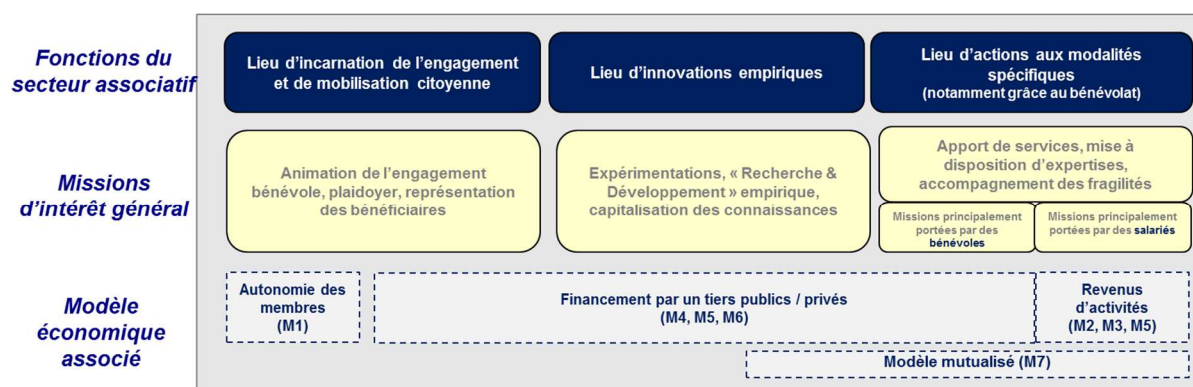 Fonctions du
secteur associatif
Lieu d'incarnation de l'engagement
et de mobilisation citoyenne
Lieu d'innovations empiriques
Lieu d'actions aux modalités
spécifiques
(notamment grâce au bénévolat)
Missions
d'intérêt général
Animation de l'engagement
bénévole, plaidoyer, représentation
des bénéficiaires
Expérimentations, « Recherche &
Développement » empirique,
capitalisation des connaissances
Apport de services, mise à
disposition d'expertises,
accompagnement des fragilités
Missions principalement
portées par des
bénévoles
Missions principalement
portées par des salariés
Modèle
économique
associé
Autonomie des
membres
(M1)
Financement par un tiers publics / privés
(M4, M5, M6)
Revenus
d'activités
(M2, M3, M5)
Modèle mutualisé (M7)